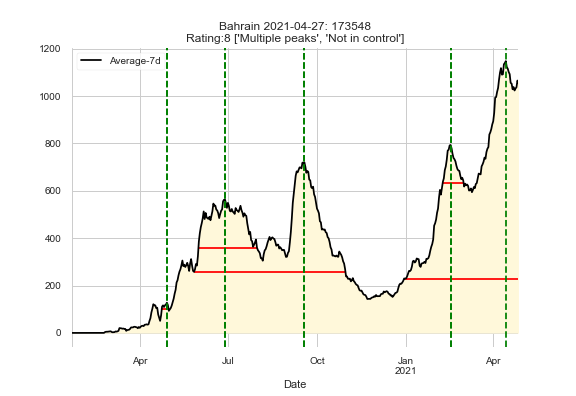 Bahrain 2021-04-27: 173548
Rating:8 ['Multiple peaks', 'Not in control']
Average-7d
1200
1000
800
600
400
200
0
Apr
Jul
Oct
Jan
2021
Apr
Date